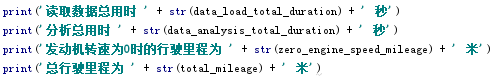 print('读取数据总用时 ' + str(data_load_total_duration) + ' 秒')
print('分析总用时 ' + str(data_analysis_total_duration) + ' 秒')
print('发动机转速为0时的行驶里程为 ' + str(zero_engine_speed_mileage) + ' 米')
print('总行驶里程为 ' + str(total_mileage) + ' 米')